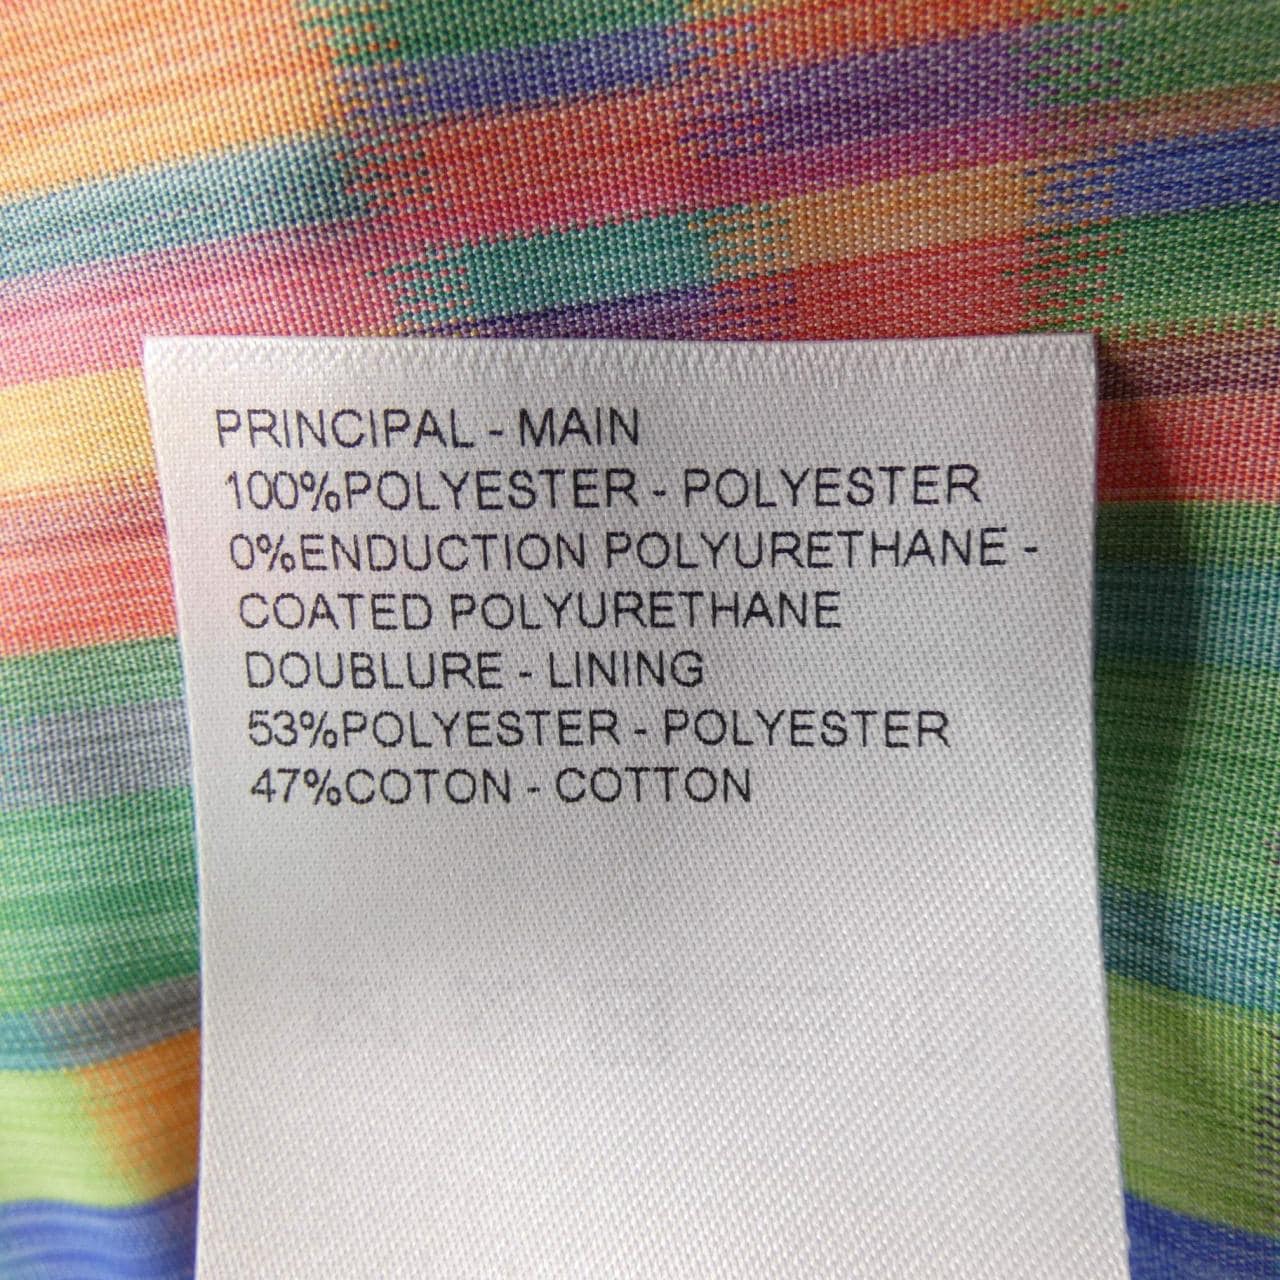 PRINCIPAL - MAIN
100%POLYESTER - POLYESTER
0%ENDUCTION POLYURETHANE -
COATED POLYURETHANE
DOUBLURE - LINING
53%POLYESTER - POLYESTER
47%COTON - COTTON